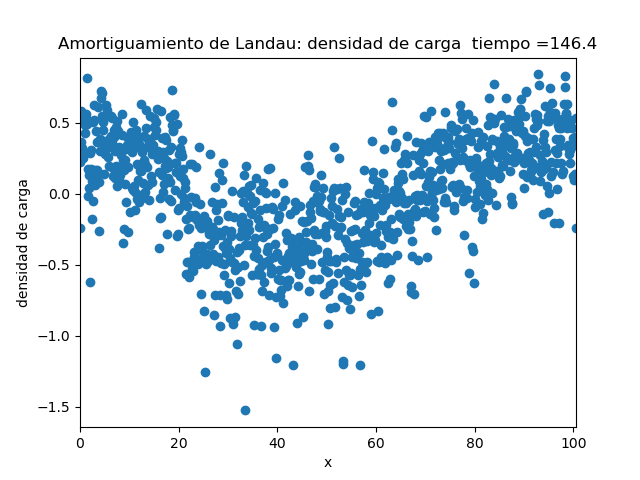 Amortiguamiento de Landau: densidad de carga  tiempo =146.4
densidad de carga
0.5
0.0
−0.5
−1.0
−1.5
0 20 40 60 80 100
x